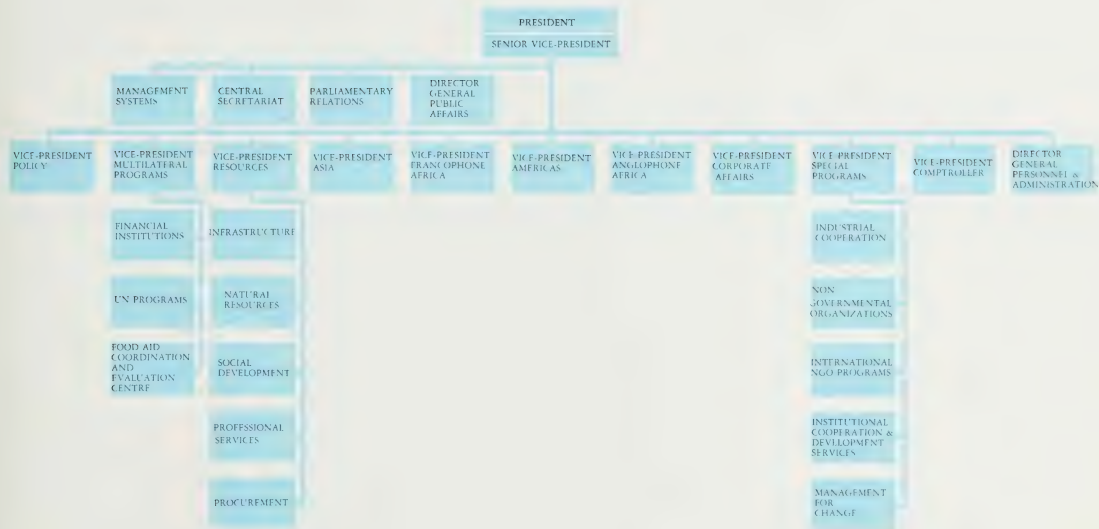 PRESIDENT
SENIOR VICE-PRESIDENT
MANAGEMENT
SYSTEMS
CENTRAL
SECRETARIAT
PARLIAMENTARY
RELATIONS
DIRECTOR
GENERAL
PUBLIC
AFFAIRS
VICE-PRESIDENT
POLICY
VICE-PRESIDENT
MULTILATERAL
PROGRAMS
VICE-PRESIDENT
RESOURCES
VICE-PRESIDENT
ASIA
VICE-PRESIDENT
FRANCOPHONE
AFRICA
VICE-PRESIDENT
AMERICAS
VICE-PRESIDENT
ANGLOPHONE
AFRICA
VICE-PRESIDENT
CORPORATE
AFFAIRS
VICE-PRESIDENT
SPECIAL
PROGRAMS
VICE-PRESIDENT
COMPTROLLER
DIRECTOR
GENERAL
PERSONNEL &
ADMINISTRATION
FINANCIAL
INSTITUTIONS
UN PROGRAMS
FOOD AID
COORDINATION
AND
EVALUATION
CENTRE
INFRASTRUCTURE
NATURAL
RESOURCES
SOCIAL
DEVELOPMENT
PROFESSIONAL
SERVICES
PROCUREMENT
INDUSTRIAL
COOPERATION
NON
GOVERNMENTAL
ORGANIZATIONS
INTERNATIONAL
NGO PROGRAMS
INSTITUTIONAL
COOPERATION &
DEVELOPMENT
SERVICES
MANAGEMENT
FOR
CHANGE